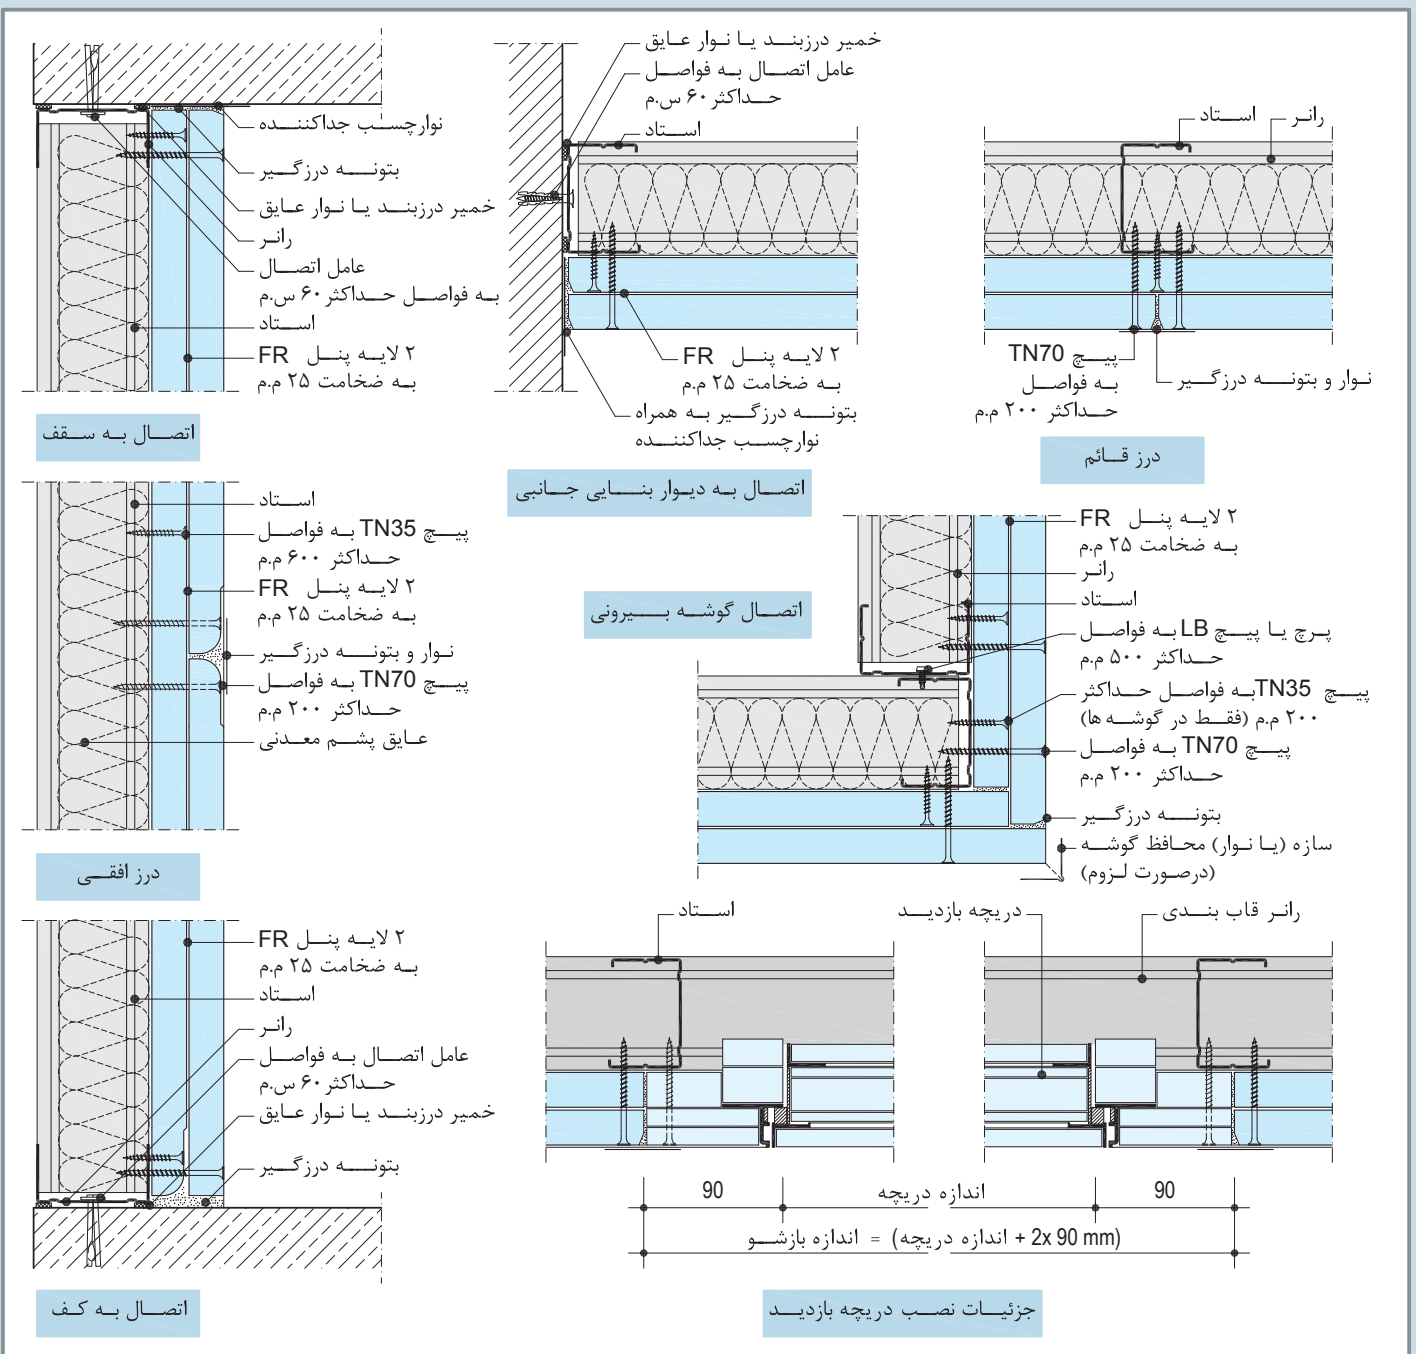 نوارچسب جداکننده
بتونه درزگیر
خمیر درزبند یا نوار عایق
رانر
عامل اتصال
به فواصل حداکثر ۶۰ س.م
استاد
۲ لایه پنل FR
به ضخامت ۲۵ م.م
اتصال به سقف
خمیر درزبند یا نوار عایق
عامل اتصال به فواصل
حداکثر ۶۰ س.م
استاد
۲ لایه پنل FR
به ضخامت ۲۵ م.م
بتونه درزگیر به همراه
نوارچسب جداکننده
اتصال به دیوار بنایی جانبی
رانر
استاد
پیچ TN70
به فواصل
حداکثر ۲۰۰ م.م
نوار و بتونه درزگیر
درز قائم
استاد
پیچ TN35 به فواصل
حداکثر ۶۰۰ م.م
۲ لایه پنل FR
به ضخامت ۲۵ م.م
نوار و بتونه درزگیر
پیچ TN70 به فواصل
حداکثر ۲۰۰ م.م
عایق پشم معدنی
درز افقی
۲ لایه پنل FR
به ضخامت ۲۵ م.م
رانر
استاد
پرچ یا پیچ LB به فواصل
حداکثر ۵۰۰ م.م
پیچ TN35 به فواصل حداکثر
۲۰۰ م.م (فقط در گوشه ها)
پیچ TN70 به فواصل
حداکثر ۲۰۰ م.م
بتونه درزگیر
سازه (یا نوار) محافظ گوشه
(درصورت لزوم)
اتصال گوشه بیرونی
۲ لایه پنل FR
به ضخامت ۲۵ م.م
استاد
رانر
عامل اتصال به فواصل
حداکثر ۶۰ س.م
خمیر درزبند یا نوار عایق
بتونه درزگیر
اتصال به کف
رانر قاب بندی
دریچه بازدید
استاد
90 اندازه دریچه 90
اندازه بازشو = (اندازه دریچه + 2x 90 mm)
جزئیات نصب دریچه بازدید